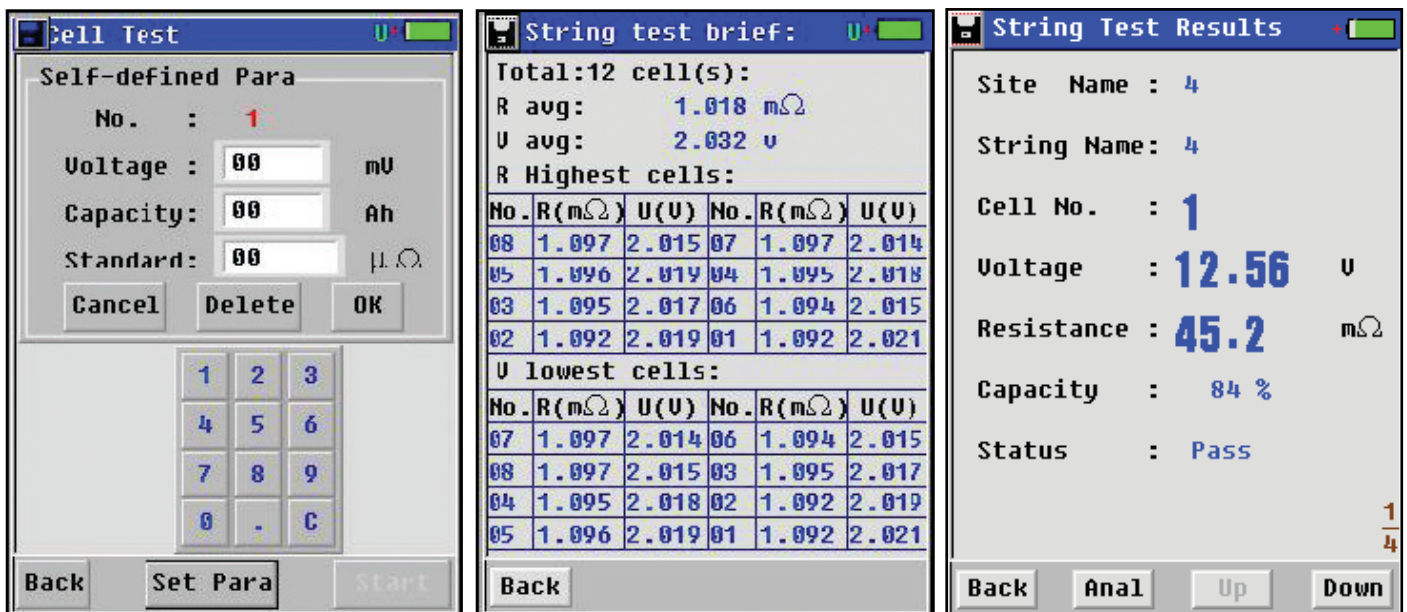 Cell Test U*
Self-defined Para
No. : 1
Voltage : 00 mV
Capacity: 00 Ah
Standard: 00 μΩ
Cancel Delete OK
1 2 3
4 5 6
7 8 9
0 . C
Back Set Para Start
String test brief: U*
Total:12 cell(s):
R avg: 1.018 mΩ
U avg: 2.032 v
R Highest cells:
No. R(mΩ) U(V) No. R(mΩ) U(V)
08 1.097 2.015 07 1.097 2.014
05 1.096 2.019 04 1.095 2.018
03 1.095 2.017 06 1.094 2.015
02 1.092 2.019 01 1.092 2.021
V lowest cells:
No. R(mΩ) U(V) No. R(mΩ) U(V)
07 1.097 2.014 06 1.094 2.015
08 1.097 2.015 03 1.095 2.017
04 1.095 2.018 02 1.092 2.019
05 1.096 2.019 01 1.092 2.021
Back
String Test Results +
Site Name : 4
String Name: 4
Cell No. : 1
Voltage : 12.56 V
Resistance : 45.2 mΩ
Capacity : 84 %
Status : Pass
1
4
Back Anal Up Down